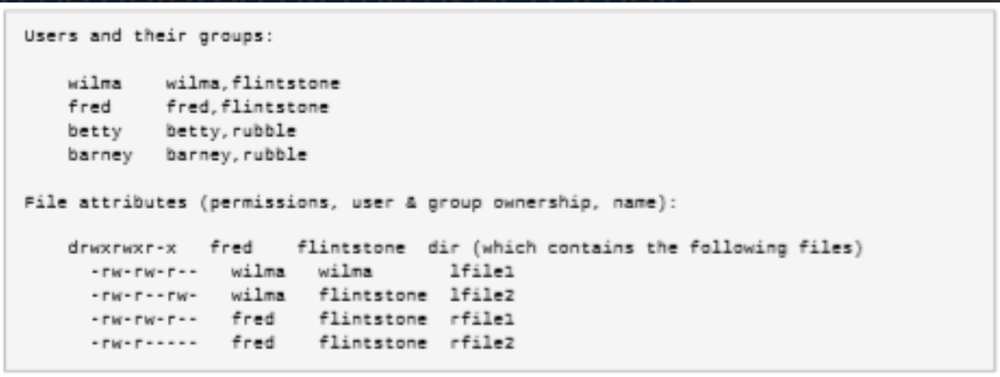 Users and their groups:
wilma wilma,flintstone
fred fred,flintstone
betty betty,rubble
barney barney,rubble
File attributes (permissions, user & group ownership, name):
drwxrwxr-x fred flintstone dir (which contains the following files)
-rw-rw-r-- wilma wilma lfile1
-rw-r--rw- wilma flintstone lfile2
-rw-rw-r-- fred flintstone rfile1
-rw-r----- fred flintstone rfile2